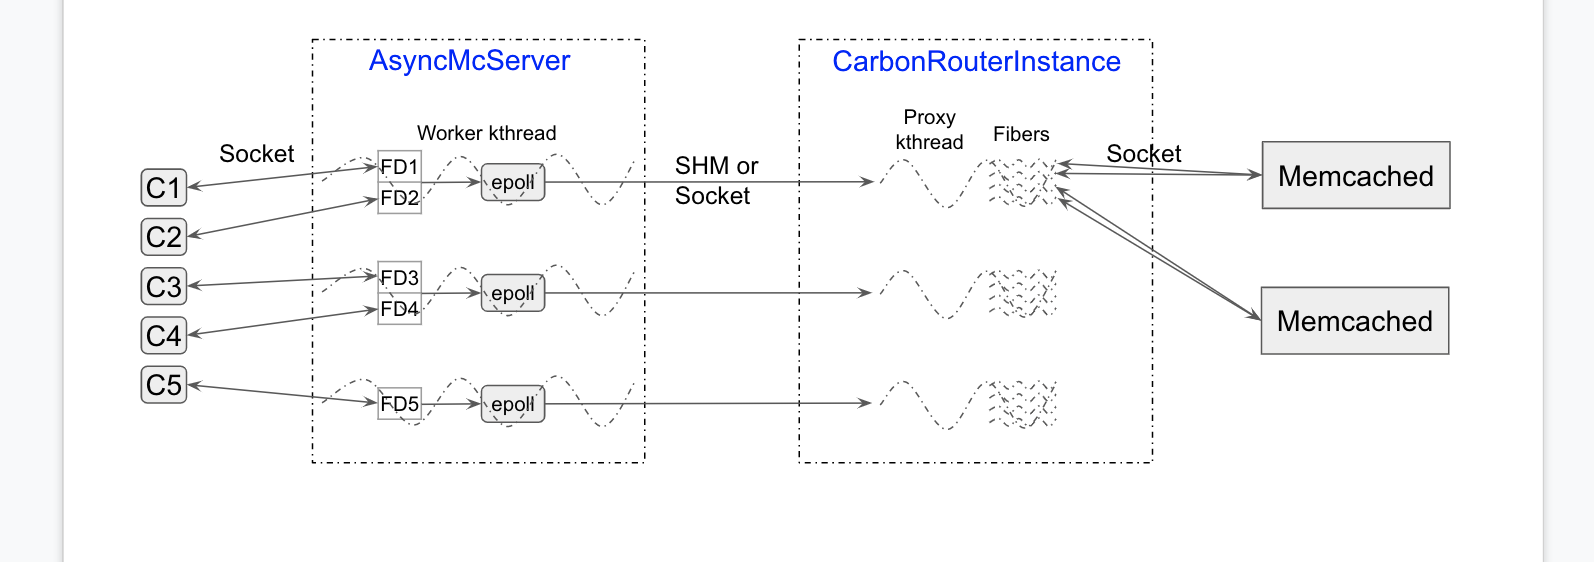 AsyncMcServer
CarbonRouterInstance
Worker kthread
Proxy
kthread
Fibers
Socket
SHM or
Socket
Socket
C1
C2
C3
C4
C5
FD1
FD2
epoll
FD3
FD4
epoll
FD5
epoll
Memcached
Memcached